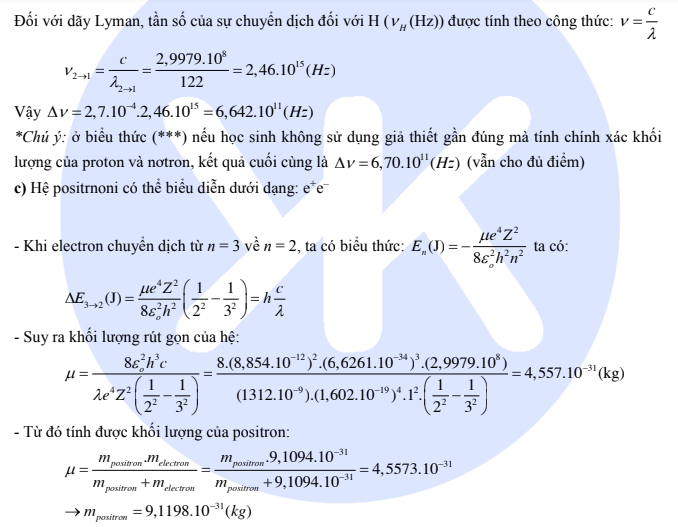 Đối với dãy Lyman, tần số của sự chuyển dịch đối với H (ν_H (Hz)) được tính theo công thức: ν = c/λ
ν_{2→1} = c/λ_{2→1} = 2,9979.10^8/122 = 2,46.10^15 (Hz)
Vậy Δν = 2,7.10^-4.2,46.10^15 = 6,642.10^11 (Hz)
*Chú ý: ở biểu thức (***) nếu học sinh không sử dụng giả thiết gần đúng mà tính chính xác khối
lượng của proton và nơtron, kết quả cuối cùng là Δν = 6,70.10^11 (Hz) (vẫn cho đủ điểm)
c) Hệ positrnoni có thể biểu diễn dưới dạng: e⁺e⁻
- Khi electron chuyển dịch từ n = 3 về n = 2, ta có biểu thức: E_n(J) = -μe^4Z^2/(8ε_o^2h^2n^2) ta có:
ΔE_{3→2}(J) = μe^4Z^2/(8ε_o^2h^2) (1/2^2 - 1/3^2) = h c/λ
- Suy ra khối lượng rút gọn của hệ:
μ = 8ε_o^2h^3c/(λe^4Z^2(1/2^2 - 1/3^2)) = 8.(8,854.10^-12)^2.(6,6261.10^-34)^3.(2,9979.10^8)/((1312.10^-9).(1,602.10^-19)^4.1^2.(1/2^2 - 1/3^2)) = 4,557.10^-31 (kg)
- Từ đó tính được khối lượng của positron:
μ = m_positron.m_electron/(m_positron + m_electron) = m_positron.9,1094.10^-31/(m_positron + 9,1094.10^-31) = 4,5573.10^-31
→ m_positron = 9,1198.10^-31 (kg)